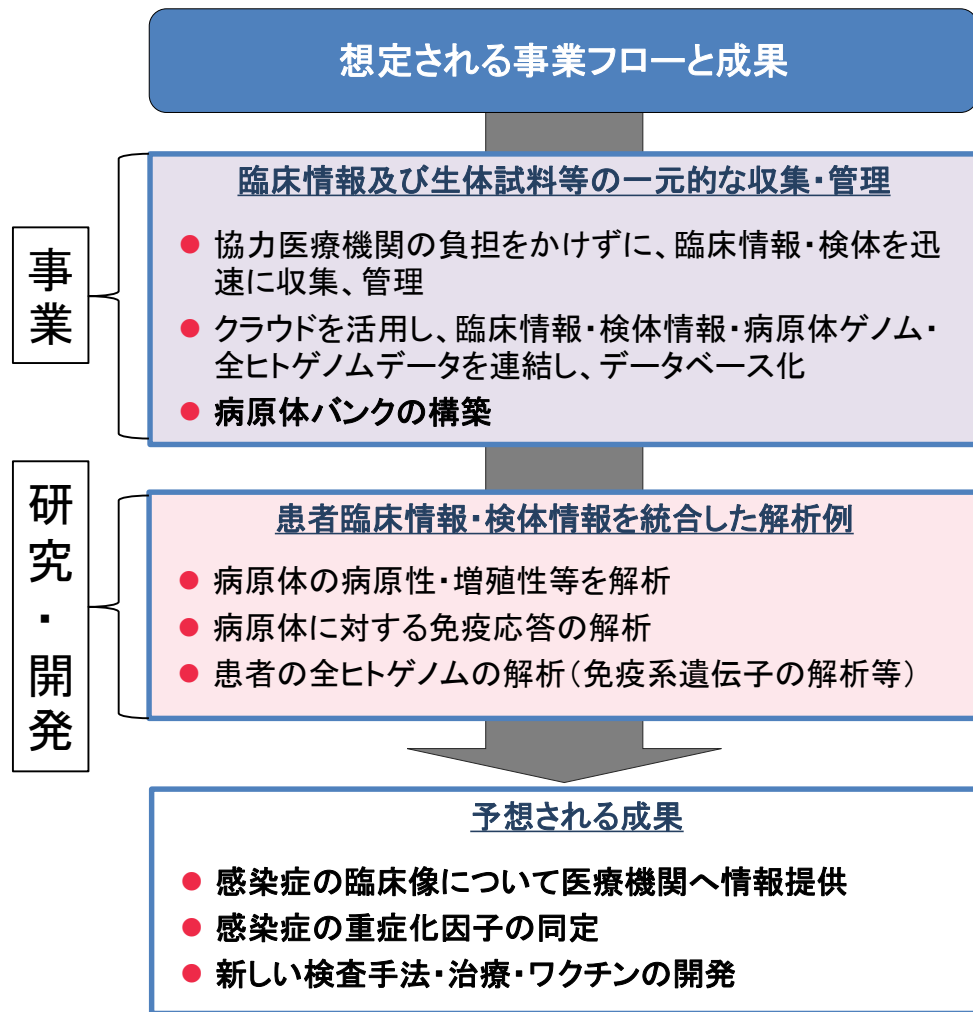 想定される事業フローと成果
事業
臨床情報及び生体試料等の一元的な収集・管理
● 協力医療機関の負担をかけずに、臨床情報・検体を迅
速に収集、管理
● クラウドを活用し、臨床情報・検体情報・病原体ゲノム・
全ヒトゲノムデータを連結し、データベース化
● 病原体バンクの構築
研究・開発
患者臨床情報・検体情報を統合した解析例
● 病原体の病原性・増殖性等を解析
● 病原体に対する免疫応答の解析
● 患者の全ヒトゲノムの解析（免疫系遺伝子の解析等）
予想される成果
● 感染症の臨床像について医療機関へ情報提供
● 感染症の重症化因子の同定
● 新しい検査手法・治療・ワクチンの開発